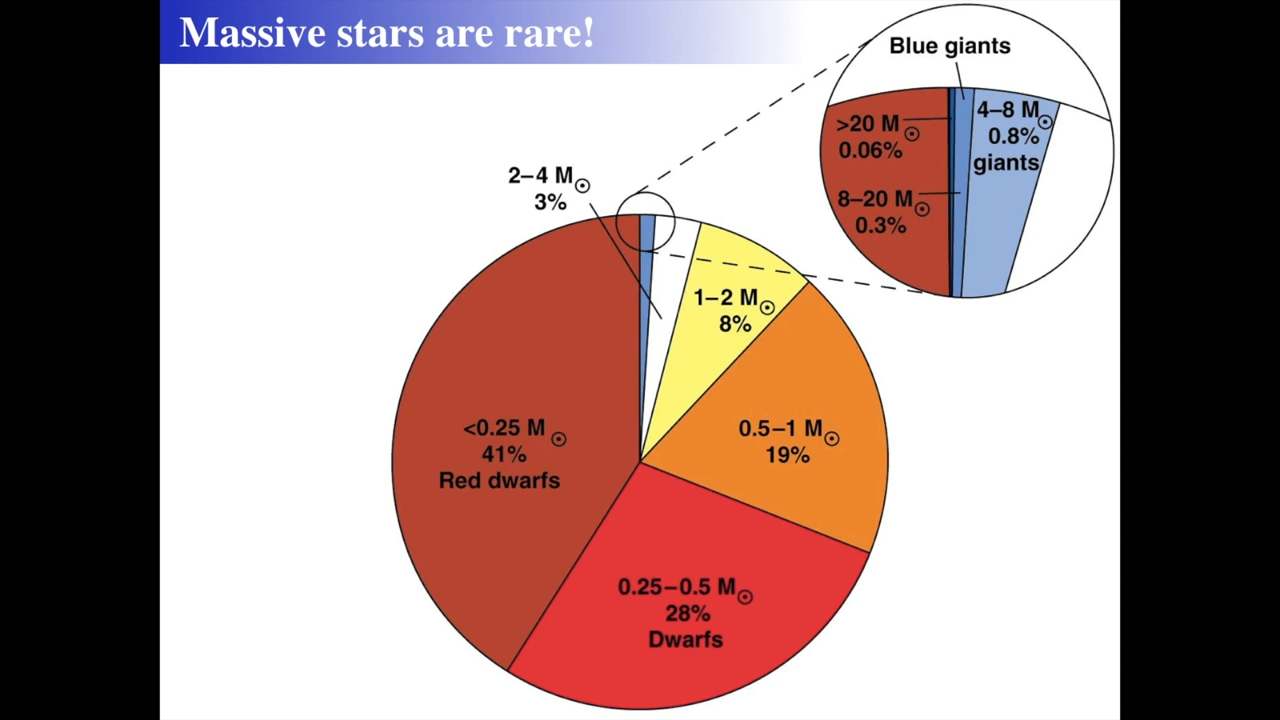 Massive stars are rare!
Blue giants
>20 M☉
0.06%
4–8 M☉
0.8%
giants
8–20 M☉
0.3%
2–4 M☉
3%
1–2 M☉
8%
0.5–1 M☉
19%
<0.25 M☉
41%
Red dwarfs
0.25–0.5 M☉
28%
Dwarfs